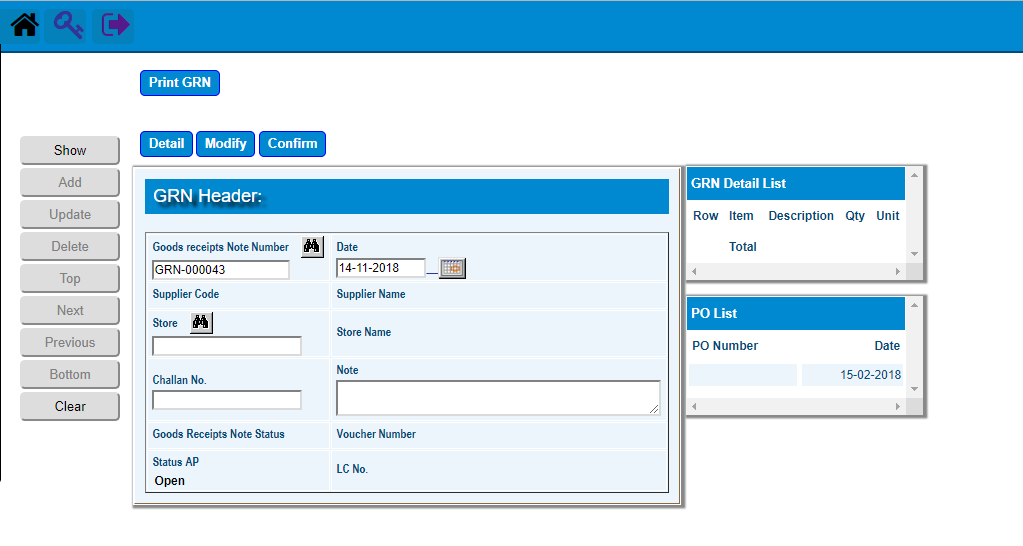 Print GRN
Detail Modify Confirm
Show
Add
Update
Delete
Top
Next
Previous
Bottom
Clear
GRN Header:
Goods receipts Note Number Date
GRN-000043 14-11-2018
Supplier Code Supplier Name
Store Store Name
Challan No. Note
Goods Receipts Note Status Voucher Number
Status AP LC No.
Open
GRN Detail List
Row Item Description Qty Unit
Total
PO List
PO Number Date
15-02-2018